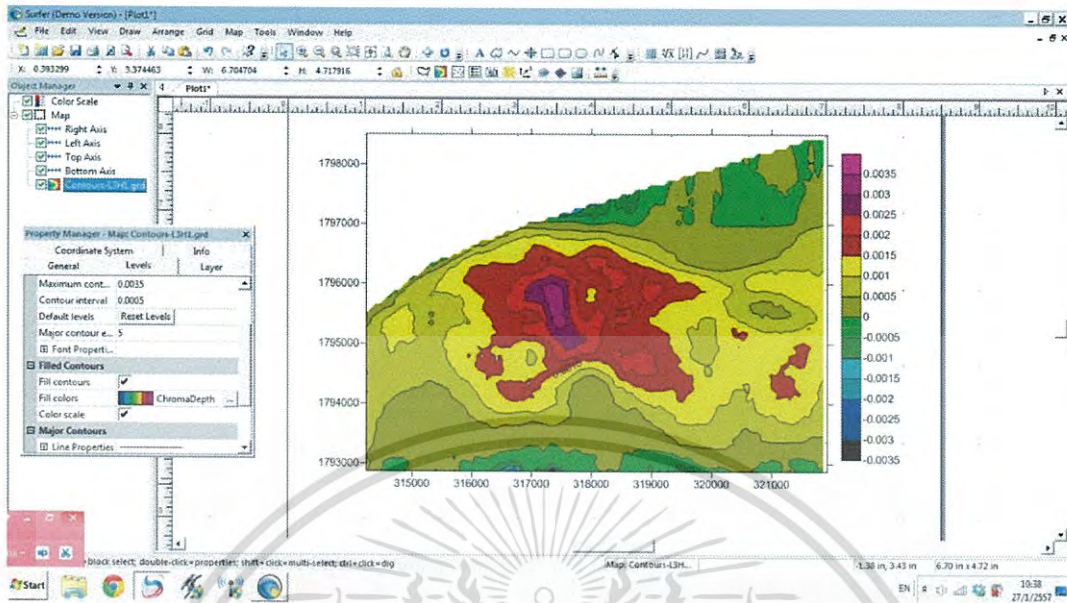 Surfer (Demo Version) - [Plot1*]
File Edit View Draw Arrange Grid Map Tools Window Help
X: 0.393299 Y: 3.374463 W: 6.704704 H: 4.717916
Object Manager
Plot1*
Color Scale
Map
Right Axis
Left Axis
Top Axis
Bottom Axis
Contours-L3H1.grd
Property Manager - Map: Contours-L3H1.grd
Coordinate System Info
General Levels Layer
Maximum cont... 0.0035
Contour interval 0.0005
Default levels Reset Levels
Major contour e... 5
Font Properti...
Filled Contours
Fill contours
Fill colors ChromaDepth ...
Color scale
Major Contours
Line Properties
1798000
1797000
1796000
1795000
1794000
1793000
315000 316000 317000 318000 319000 320000 321000
0.0035
0.003
0.0025
0.002
0.0015
0.001
0.0005
0
-0.0005
-0.001
-0.0015
-0.002
-0.0025
-0.003
-0.0035
block select; double-click=properties; shift+click=multi-select; ctrl+click=dig
Map: Contours-L3H...
-1.38 in, 3.43 in
6.70 in x 4.72 in
Start
EN
10:38
27/1/2557